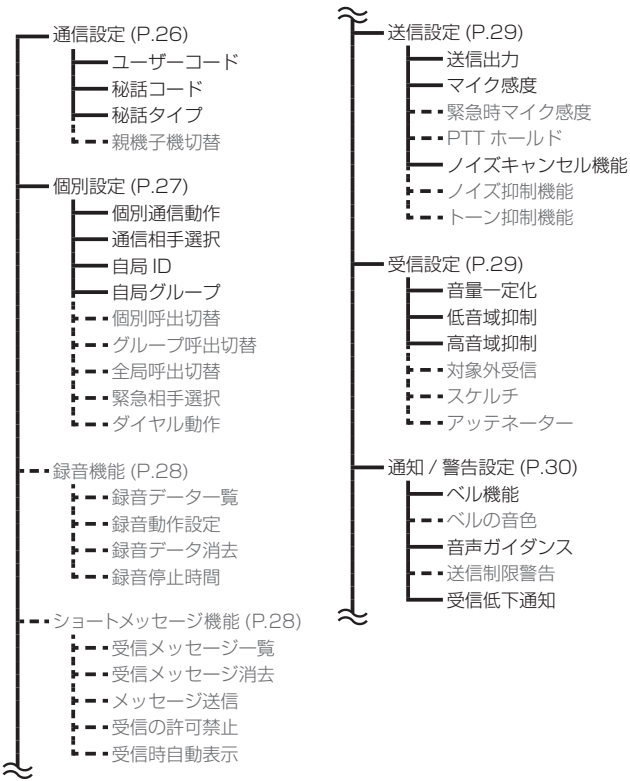 通信設定 (P.26)
ユーザーコード
秘話コード
秘話タイプ
親機子機切替
個別設定 (P.27)
個別通信動作
通信相手選択
自局 ID
自局グループ
個別呼出切替
グループ呼出切替
全局呼出切替
緊急相手選択
ダイヤル動作
録音機能 (P.28)
録音データ一覧
録音動作設定
録音データ消去
録音停止時間
ショートメッセージ機能 (P.28)
受信メッセージ一覧
受信メッセージ消去
メッセージ送信
受信の許可禁止
受信時自動表示
送信設定 (P.29)
送信出力
マイク感度
緊急時マイク感度
PTT ホールド
ノイズキャンセル機能
ノイズ抑制機能
トーン抑制機能
受信設定 (P.29)
音量一定化
低音域抑制
高音域抑制
対象外受信
スケルチ
アッテネーター
通知 / 警告設定 (P.30)
ベル機能
ベルの音色
音声ガイダンス
送信制限警告
受信低下通知